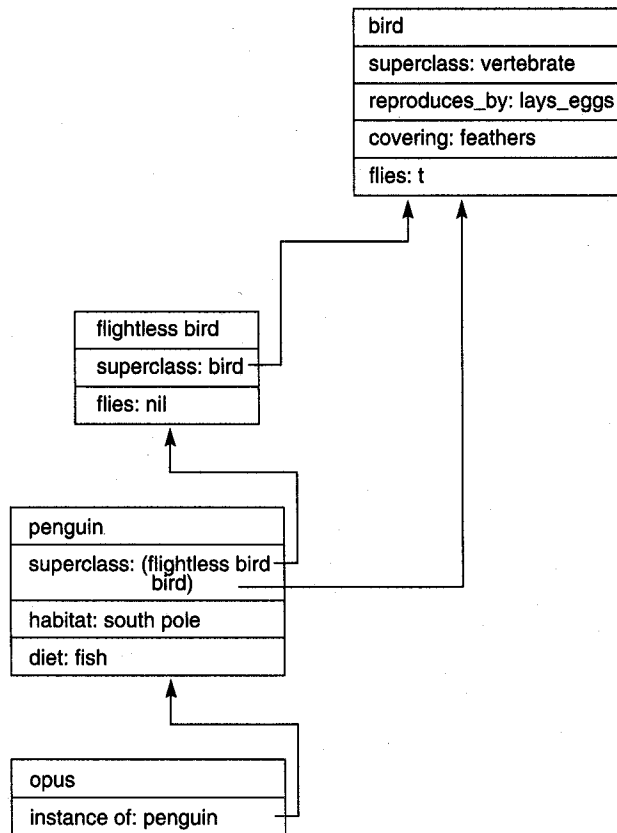 bird
superclass: vertebrate
reproduces_by: lays_eggs
covering: feathers
flies: t
flightless bird
superclass: bird
flies: nil
penguin
superclass: (flightless bird
bird)
habitat: south pole
diet: fish
opus
instance of: penguin